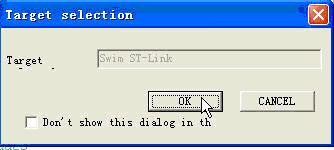 Target selection
Target
Swim ST-Link
OK
CANCEL
Don't show this dialog in th